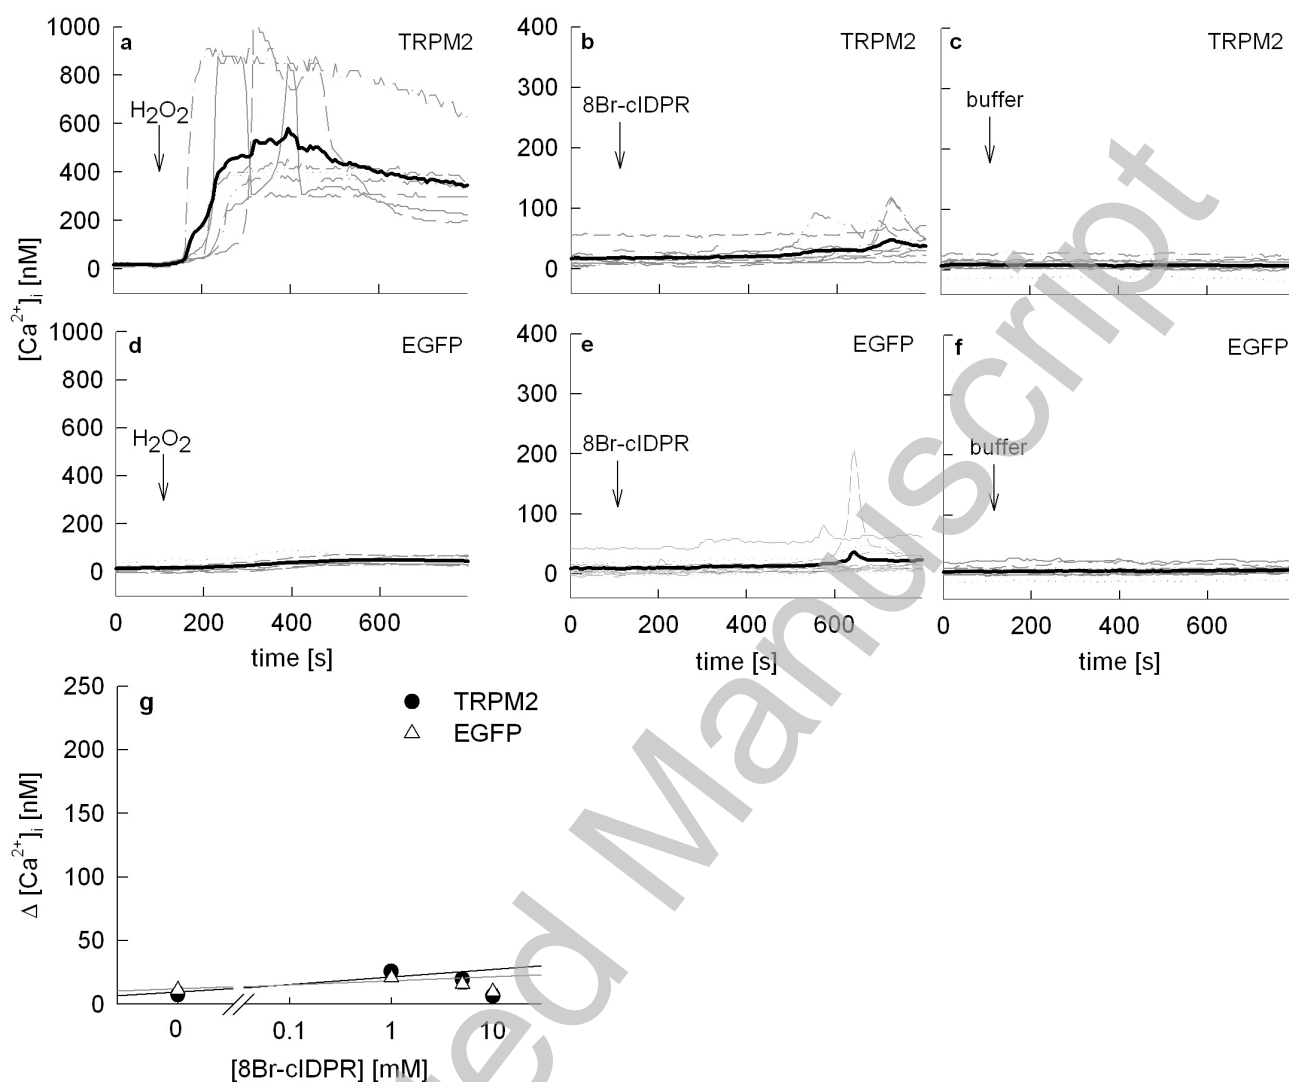 a
TRPM2
H2O2
1000
800
600
400
200
0
b
TRPM2
8Br-cIDPR
400
300
200
100
0
c
TRPM2
buffer
[Ca2+]i [nM]
d
EGFP
H2O2
1000
800
600
400
200
0
0 200 400 600
time [s]
e
EGFP
8Br-cIDPR
400
300
200
100
0
0 200 400 600
time [s]
f
EGFP
buffer
0 200 400 600
time [s]
g
TRPM2
EGFP
250
200
150
100
50
0
Δ [Ca2+]i [nM]
0 0.1 1 10
[8Br-cIDPR] [mM]
ed Manuscript